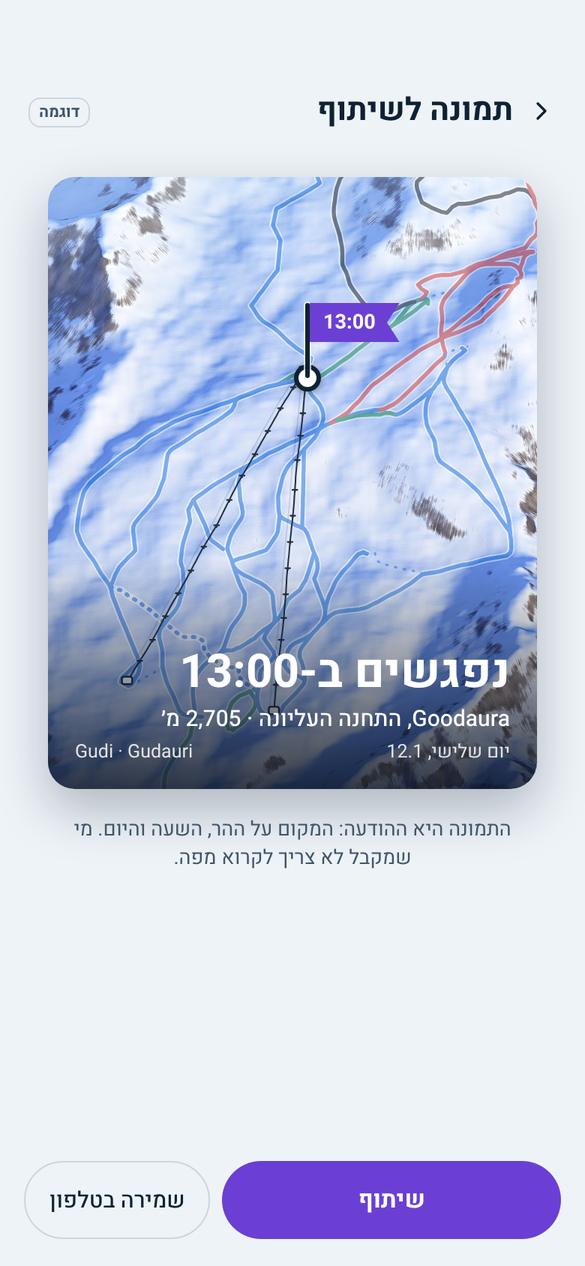 תמונה לשיתוף
דוגמה
13:00
נפגשים ב-13:00
Goodaura, התחנה העליונה · 2,705 מ׳
יום שלישי, 12.1
Gudi · Gudauri
התמונה היא ההודעה: המקום על ההר, השעה והיום. מי
שמקבל לא צריך לקרוא מפה.
שיתוף
שמירה בטלפון